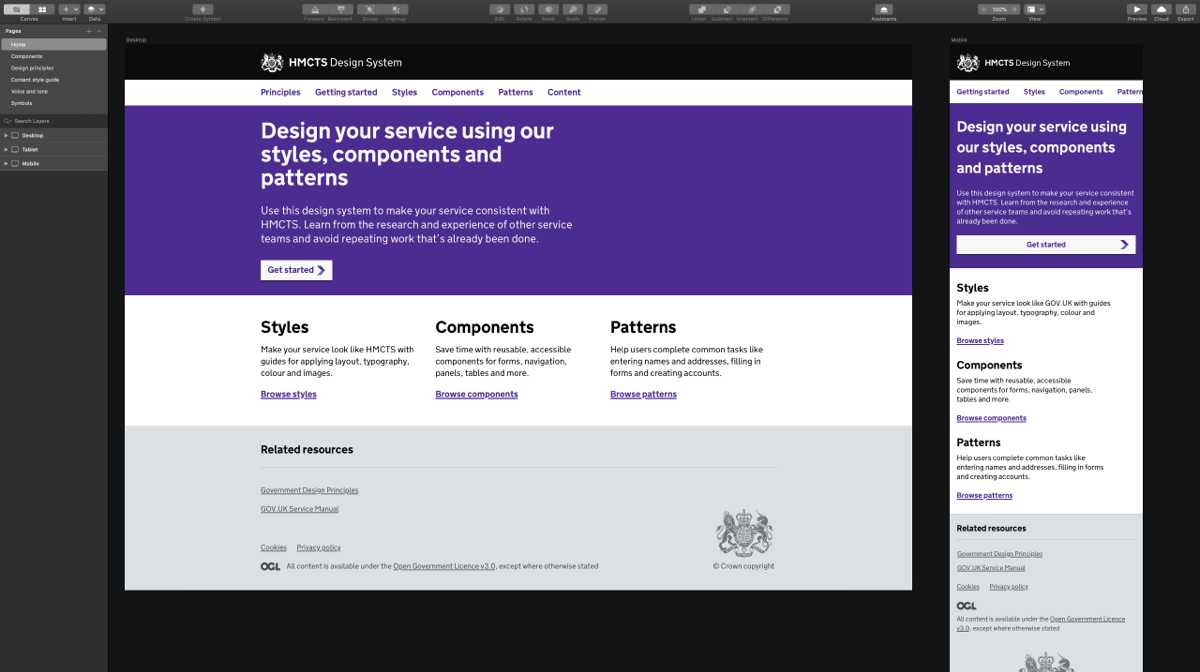 Canvas
Insert
Data
Create Symbol
Forward
Backward
Group
Ungroup
Edit
Rotate
Mask
Scale
Flatten
Union
Subtract
Intersect
Difference
Assistants
100%
Zoom
View
Preview
Cloud
Export
Pages
Home
Components
Design principles
Content style guide
Voice and tone
Symbols
Search Layers
Desktop
Tablet
Mobile
Desktop
HMCTS Design System
Principles
Getting started
Styles
Components
Patterns
Content
Design your service using our
styles, components and
patterns
Use this design system to make your service consistent with
HMCTS. Learn from the research and experience of other service
teams and avoid repeating work that's already been done.
Get started
Styles
Make your service look like HMCTS with
guides for applying layout, typography,
colour and images.
Browse styles
Components
Save time with reusable, accessible
components for forms, navigation,
panels, tables and more.
Browse components
Patterns
Help users complete common tasks like
entering names and addresses, filling in
forms and creating accounts.
Browse patterns
Related resources
Government Design Principles
GOV.UK Service Manual
Cookies
Privacy policy
OGL All content is available under the Open Government Licence v3.0, except where otherwise stated
© Crown copyright
Mobile
HMCTS Design System
Getting started
Styles
Components
Pattern
Design your service using
our styles, components
and patterns
Use this design system to make your service consistent
with HMCTS. Learn from the research and experience
of other service teams and avoid repeating work that's
already been done.
Get started
Styles
Make your service look like GOV.UK with guides
for applying layout, typography, colour and
images.
Browse styles
Components
Save time with reusable, accessible
components for forms, navigation, panels,
tables and more.
Browse components
Patterns
Help users complete common tasks like
entering names and addresses, filling in forms
and creating accounts.
Browse patterns
Related resources
Government Design Principles
GOV.UK Service Manual
Cookies
Privacy policy
OGL
All content is available under the Open Government Licence
v3.0, except where otherwise stated